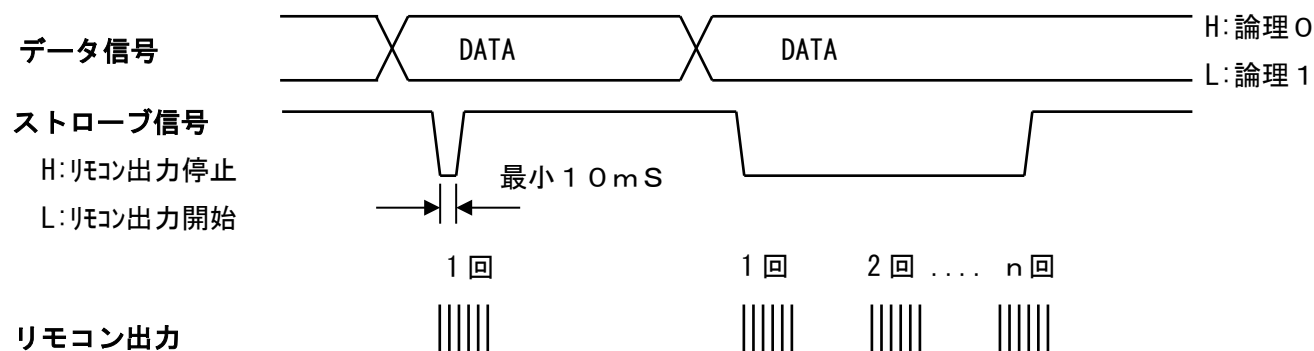 データ信号
DATA
DATA
H:論理０
L:論理１
ストローブ信号
H:ﾘﾓｺﾝ出力停止
L:ﾘﾓｺﾝ出力開始
最小１０ｍＳ
1回
1回
2回 ....
ｎ回
リモコン出力